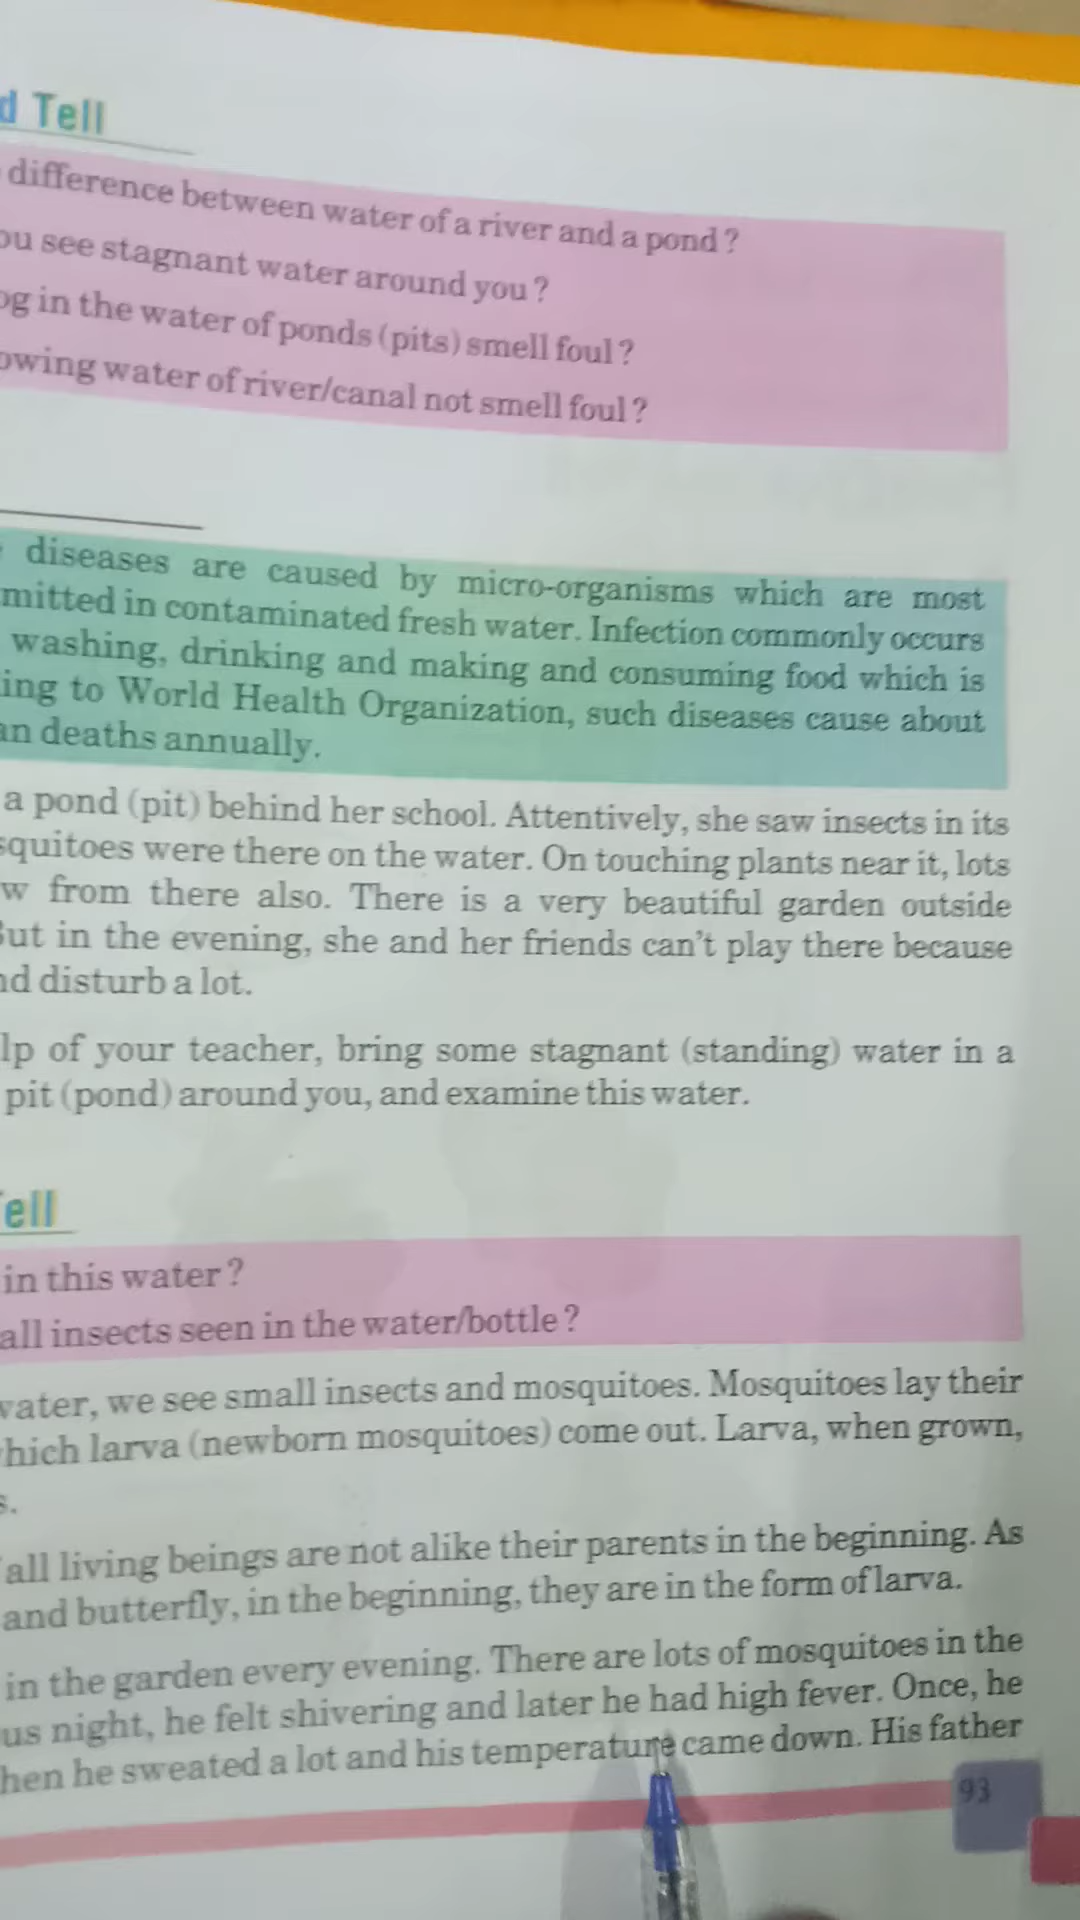 d Tell
difference between water of a river and a pond ?
ou see stagnant water around you ?
og in the water of ponds (pits) smell foul ?
owing water of river/canal not smell foul ?
diseases are caused by micro-organisms which are most
mitted in contaminated fresh water. Infection commonly occurs
washing, drinking and making and consuming food which is
ing to World Health Organization, such diseases cause about
an deaths annually.
a pond (pit) behind her school. Attentively, she saw insects in its
squitoes were there on the water. On touching plants near it, lots
w from there also. There is a very beautiful garden outside
But in the evening, she and her friends can't play there because
nd disturb a lot.
lp of your teacher, bring some stagnant (standing) water in a
pit (pond) around you, and examine this water.
ell
in this water ?
all insects seen in the water/bottle ?
water, we see small insects and mosquitoes. Mosquitoes lay their
which larva (newborn mosquitoes) come out. Larva, when grown,
s.
all living beings are not alike their parents in the beginning. As
and butterfly, in the beginning, they are in the form of larva.
in the garden every evening. There are lots of mosquitoes in the
us night, he felt shivering and later he had high fever. Once, he
hen he sweated a lot and his temperature came down. His father
93